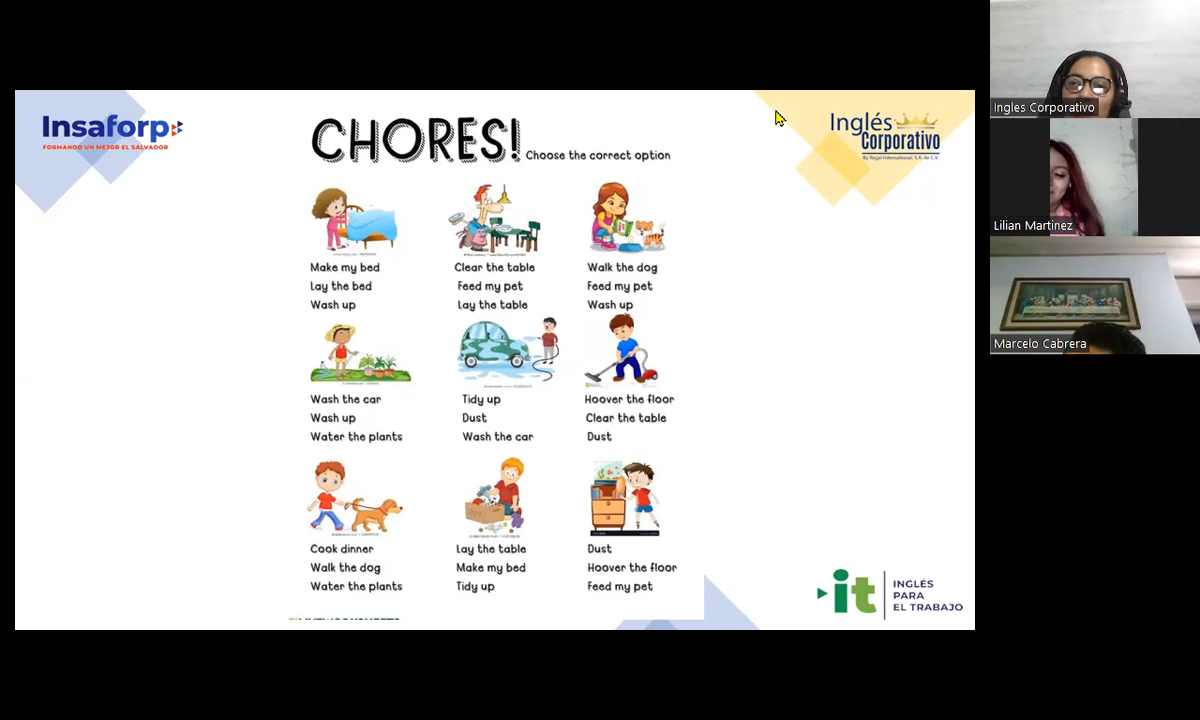 Insaforp
FORMANDO UN MEJOR EL SALVADOR
CHORES!
Choose the correct option
Inglés
Corporativo
By Regal International, S.A. de C.V.
Make my bed
Lay the bed
Wash up
Clear the table
Feed my pet
Lay the table
Walk the dog
Feed my pet
Wash up
Wash the car
Wash up
Water the plants
Tidy up
Dust
Wash the car
Hoover the floor
Clear the table
Dust
Cook dinner
Walk the dog
Water the plants
Lay the table
Make my bed
Tidy up
Dust
Hoover the floor
Feed my pet
it
INGLÉS
PARA
EL TRABAJO
Ingles Corporativo
Lilian Martinez
Marcelo Cabrera